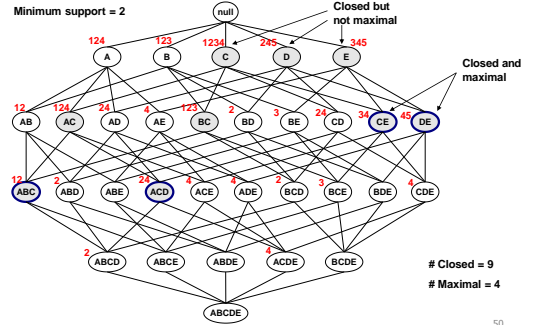 Minimum support = 2
null
Closed but
not maximal
124
123
1234
245
345
A
B
C
D
E
Closed and
maximal
12
124
24
4
123
2
3
24
34
45
AB
AC
AD
AE
BC
BD
BE
CD
CE
DE
12
2
24
4
4
2
3
4
ABC
ABD
ABE
ACD
ACE
ADE
BCD
BCE
BDE
CDE
2
4
ABCD
ABCE
ABDE
ACDE
BCDE
# Closed = 9
# Maximal = 4
ABCDE
50